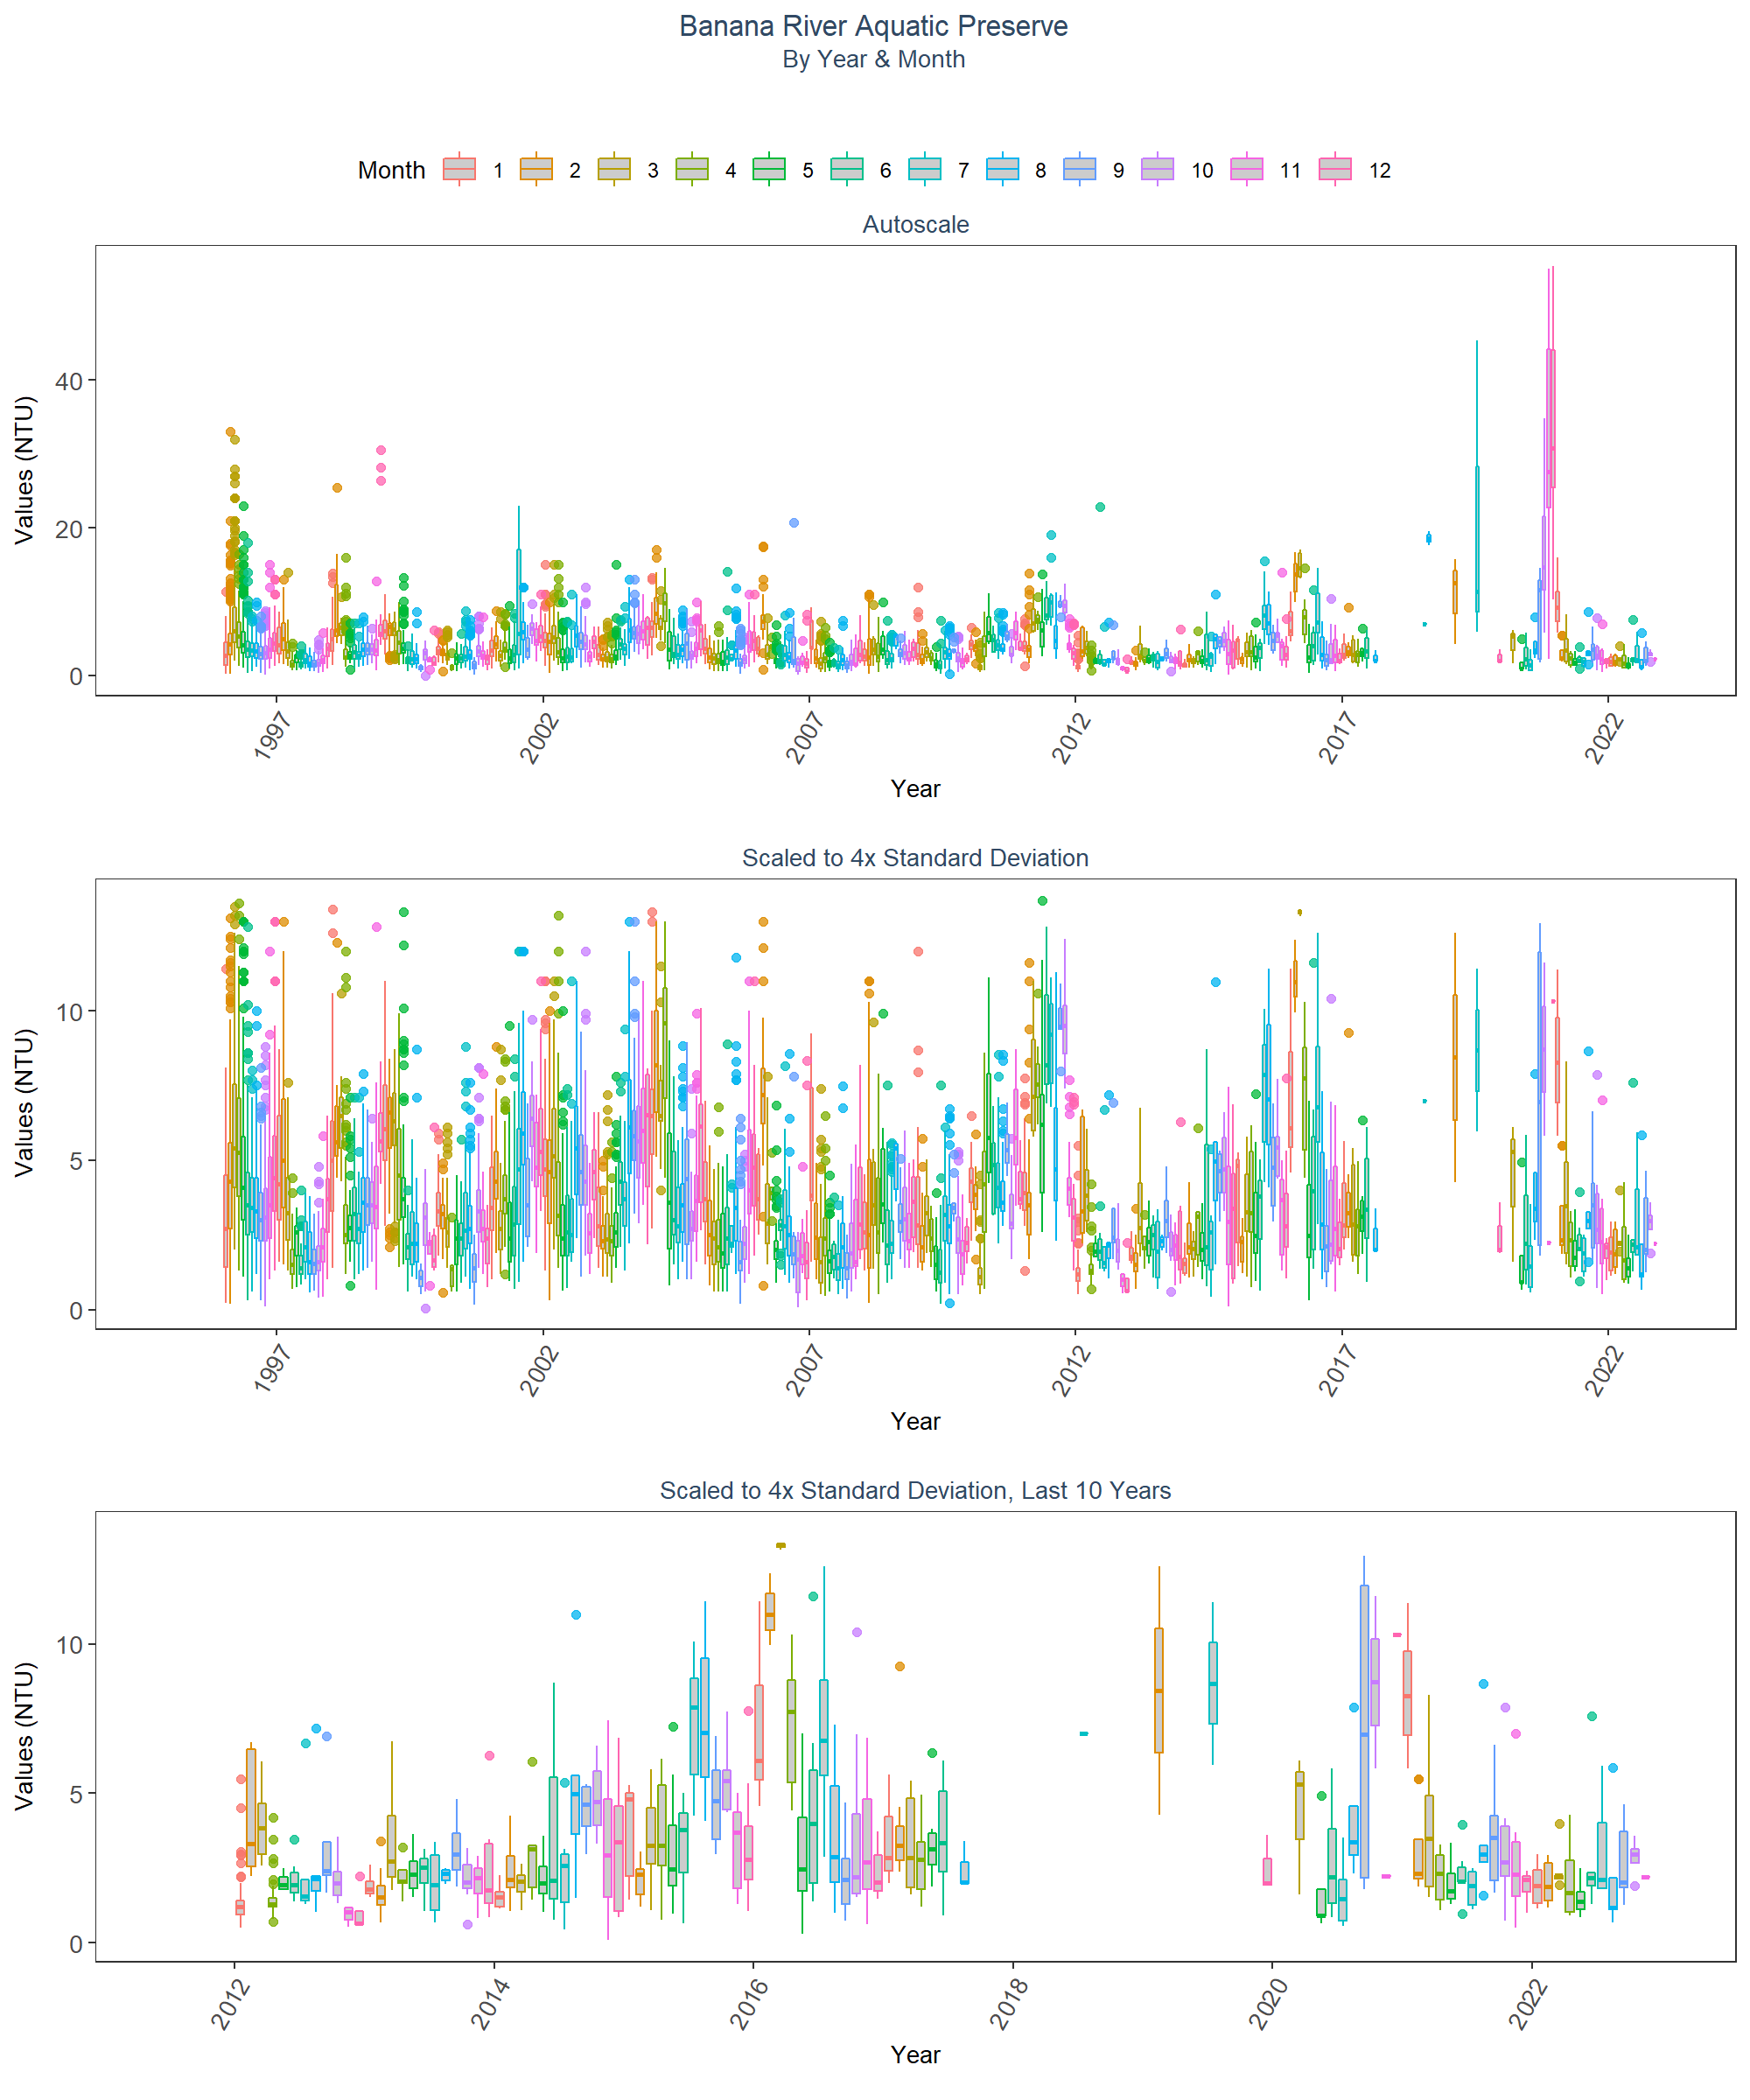 Banana River Aquatic Preserve
By Year & Month
Month 1 2 3 4 5 6 7 8 9 10 11 12
Autoscale
Values (NTU)
40
20
0
1997 2002 2007 2012 2017 2022
Year
Scaled to 4x Standard Deviation
Values (NTU)
10
5
0
1997 2002 2007 2012 2017 2022
Year
Scaled to 4x Standard Deviation, Last 10 Years
Values (NTU)
10
5
0
2012 2014 2016 2018 2020 2022
Year